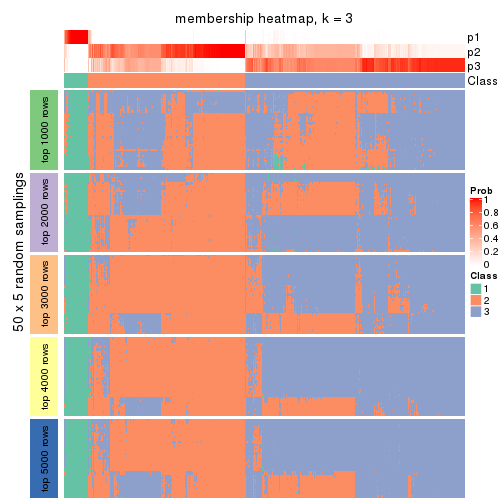 membership heatmap, k = 3
p1
p2
p3
Class
50 x 5 random samplings
top 1000 rows
top 2000 rows
top 3000 rows
top 4000 rows
top 5000 rows
Prob
1
0.8
0.6
0.4
0.2
0
Class
1
2
3